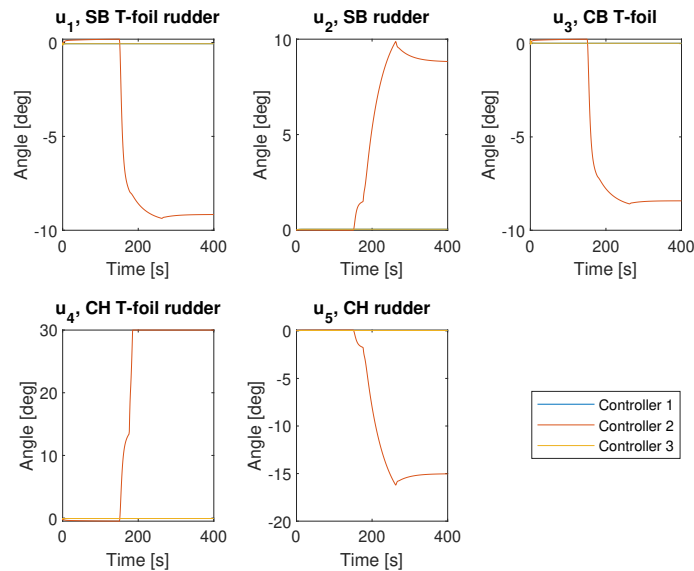 u1, SB T-foil rudder
0
-5
-10
Angle [deg]
0 200 400
Time [s]
u2, SB rudder
10
5
0
Angle [deg]
0 200 400
Time [s]
u3, CB T-foil
0
-5
-10
Angle [deg]
0 200 400
Time [s]
u4, CH T-foil rudder
30
20
10
0
Angle [deg]
0 200 400
Time [s]
u5, CH rudder
0
-5
-10
-15
-20
Angle [deg]
0 200 400
Time [s]
Controller 1
Controller 2
Controller 3